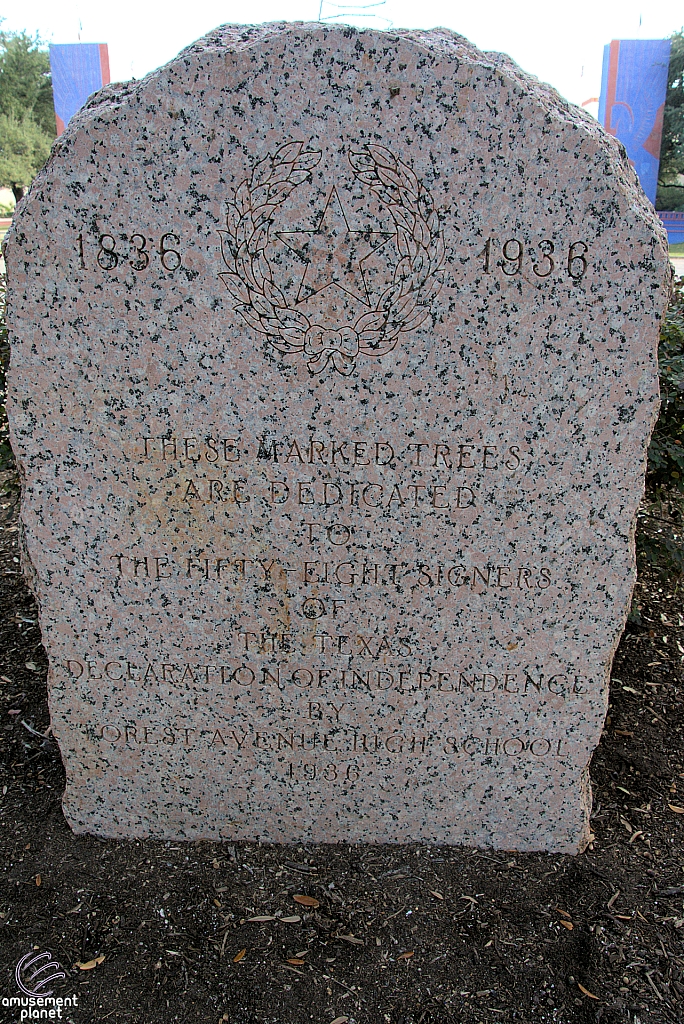 1836 1936
THESE MARKED TREES
ARE DEDICATED
TO
THE FIFTY-EIGHT SIGNERS
OF
THE TEXAS
DECLARATION OF INDEPENDENCE
BY
FOREST AVENUE HIGH SCHOOL
1936
amusement
planet